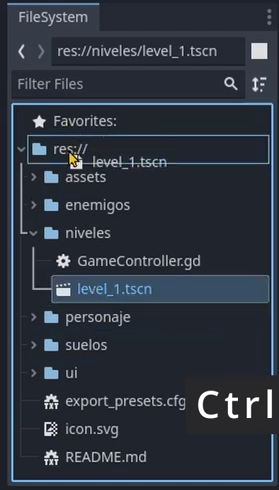 FileSystem
res://niveles/level_1.tscn
Filter Files
Favorites:
res://
level_1.tscn
assets
enemigos
niveles
GameController.gd
level_1.tscn
personaje
suelos
ui
export_presets.cfg
Ctrl
icon.svg
README.md